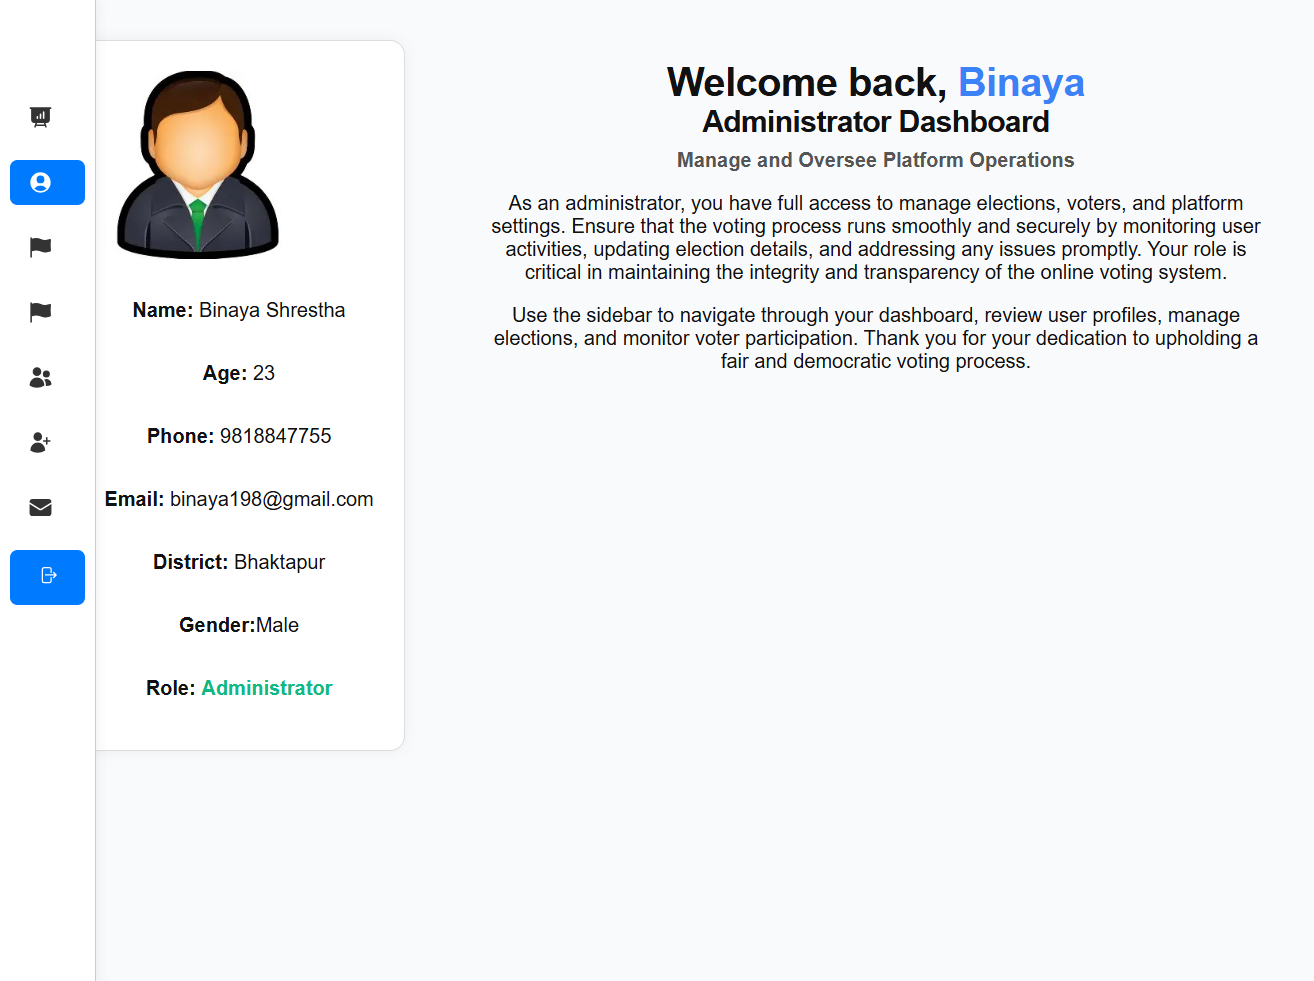 Name: Binaya Shrestha
Age: 23
Phone: 9818847755
Email: binaya198@gmail.com
District: Bhaktapur
Gender:Male
Role: Administrator
Welcome back, Binaya
Administrator Dashboard
Manage and Oversee Platform Operations
As an administrator, you have full access to manage elections, voters, and platform
settings. Ensure that the voting process runs smoothly and securely by monitoring user
activities, updating election details, and addressing any issues promptly. Your role is
critical in maintaining the integrity and transparency of the online voting system.
Use the sidebar to navigate through your dashboard, review user profiles, manage
elections, and monitor voter participation. Thank you for your dedication to upholding a
fair and democratic voting process.